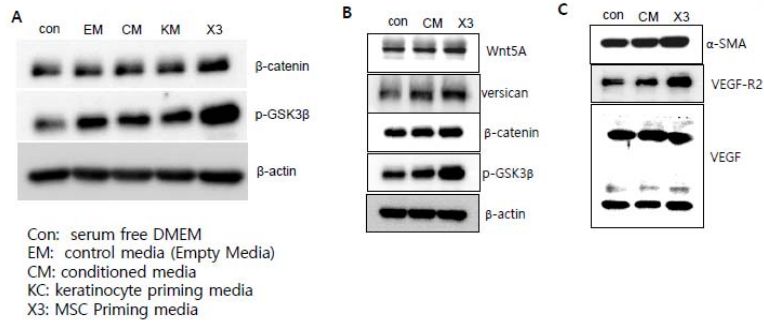 A
con EM CM KM X3
β-catenin
p-GSK3β
β-actin
Con: serum free DMEM
EM: control media (Empty Media)
CM: conditioned media
KC: keratinocyte priming media
X3: MSC Priming media
B
con CM X3
Wnt5A
versican
β-catenin
p-GSK3β
β-actin
C
con CM X3
α-SMA
VEGF-R2
VEGF